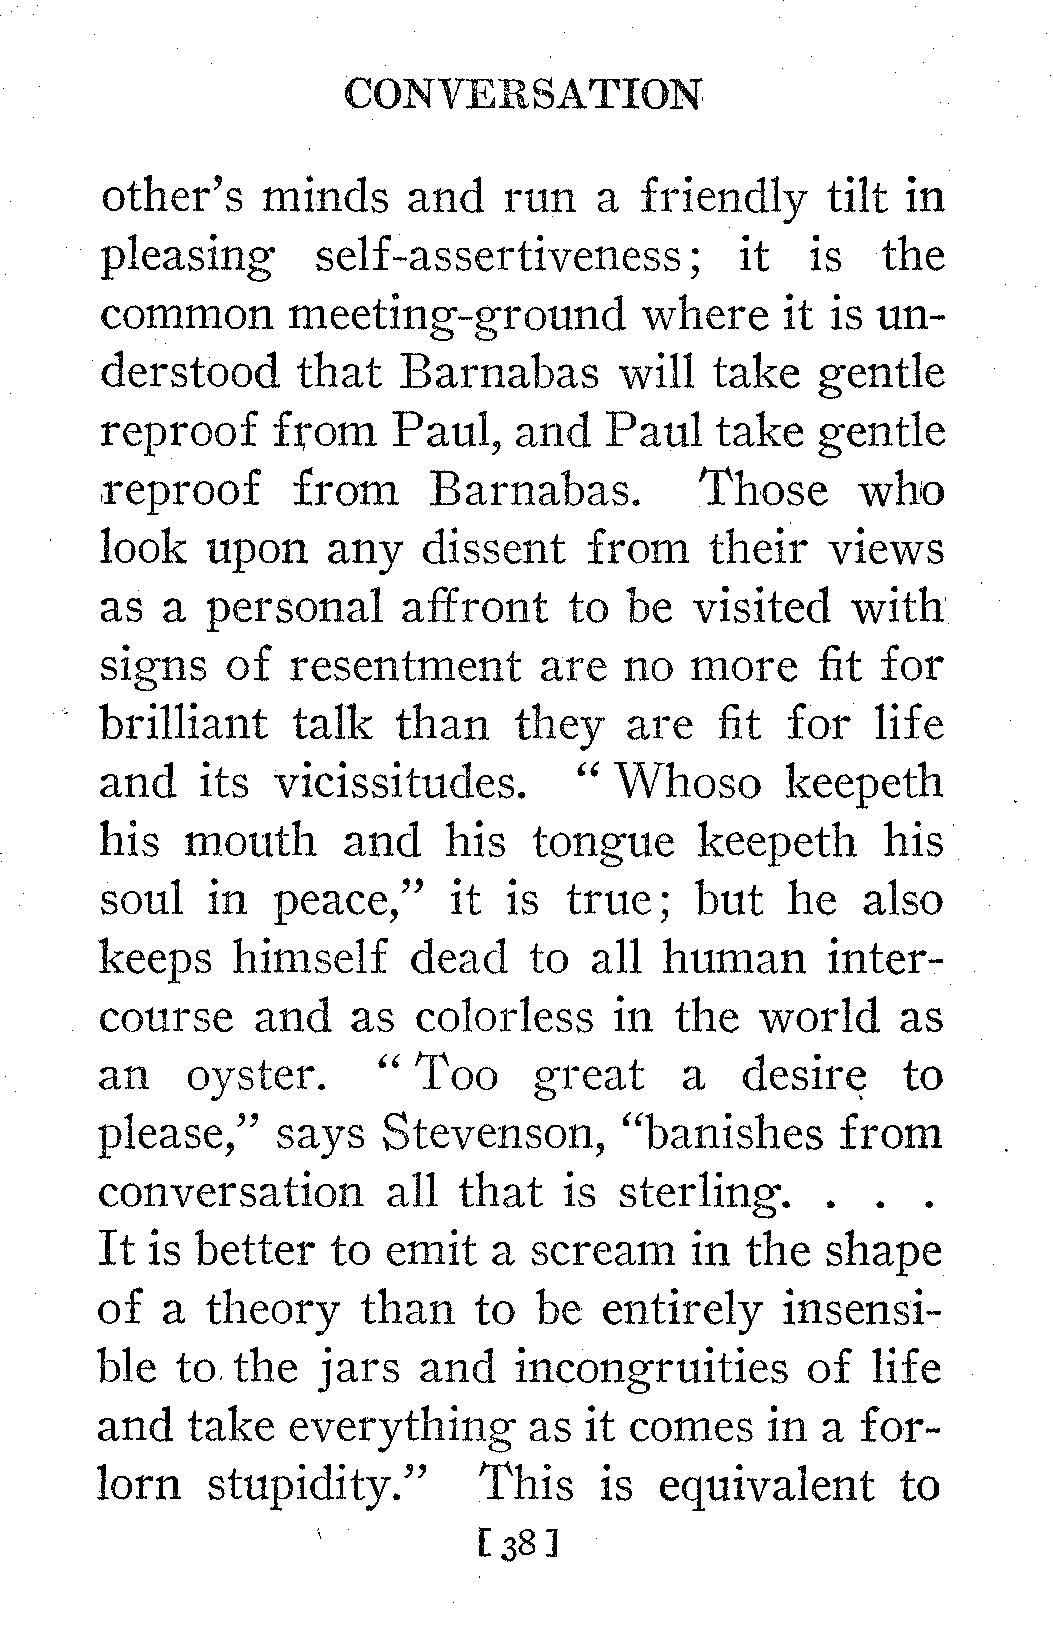 CONVERSATION
other's minds and run a friendly tilt in
pleasing self-assertiveness; it is the
common meeting-ground where it is un-
derstood that Barnabas will take gentle
reproof from Paul, and Paul take gentle
reproof from Barnabas. Those who
look upon any dissent from their views
as a personal affront to be visited with
signs of resentment are no more fit for
brilliant talk than they are fit for life
and its vicissitudes. “ Whoso keepeth
his mouth and his tongue keepeth his
soul in peace,” it is true; but he also
keeps himself dead to all human inter-
course and as colorless in the world as
an oyster. “ Too great a desire to
please,” says Stevenson, “banishes from
conversation all that is sterling. . . .
It is better to emit a scream in the shape
of a theory than to be entirely insensi-
ble to the jars and incongruities of life
and take everything as it comes in a for-
lorn stupidity.” This is equivalent to
[ 38 ]